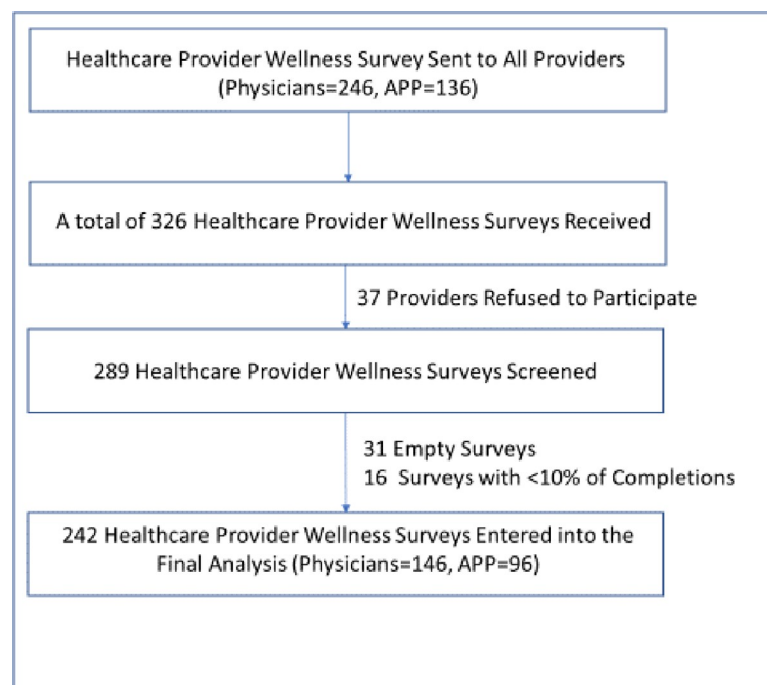 Healthcare Provider Wellness Survey Sent to All Providers
(Physicians=246, APP=136)
A total of 326 Healthcare Provider Wellness Surveys Received
37 Providers Refused to Participate
289 Healthcare Provider Wellness Surveys Screened
31 Empty Surveys
16 Surveys with <10% of Completions
242 Healthcare Provider Wellness Surveys Entered into the
Final Analysis (Physicians=146, APP=96)